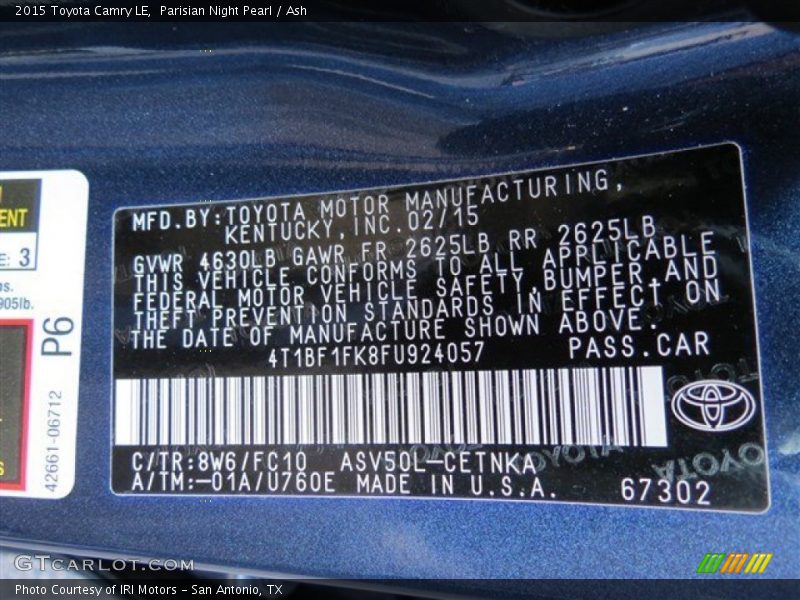 2015 Toyota Camry LE, Parisian Night Pearl / Ash
MFD.BY:TOYOTA MOTOR MANUFACTURING,
KENTUCKY,INC.02/15
GVWR 4630LB GAWR FR 2625LB RR 2625LB
THIS VEHICLE CONFORMS TO ALL APPLICABLE
FEDERAL MOTOR VEHICLE SAFETY,BUMPER,AND
THEFT PREVENTION STANDARDS IN EFFECT ON
THE DATE OF MANUFACTURE SHOWN ABOVE.
4T1BF1FK8FU924057 PASS.CAR
C/TR:8W6/FC10 ASV50L-CETNKA
A/TM:-01A/U760E MADE IN U.S.A. 67302
TOYOTA
TOYOTA
3
905lb.
P6
42661-06712
GTCARLOT.COM
Photo Courtesy of IRI Motors – San Antonio, TX